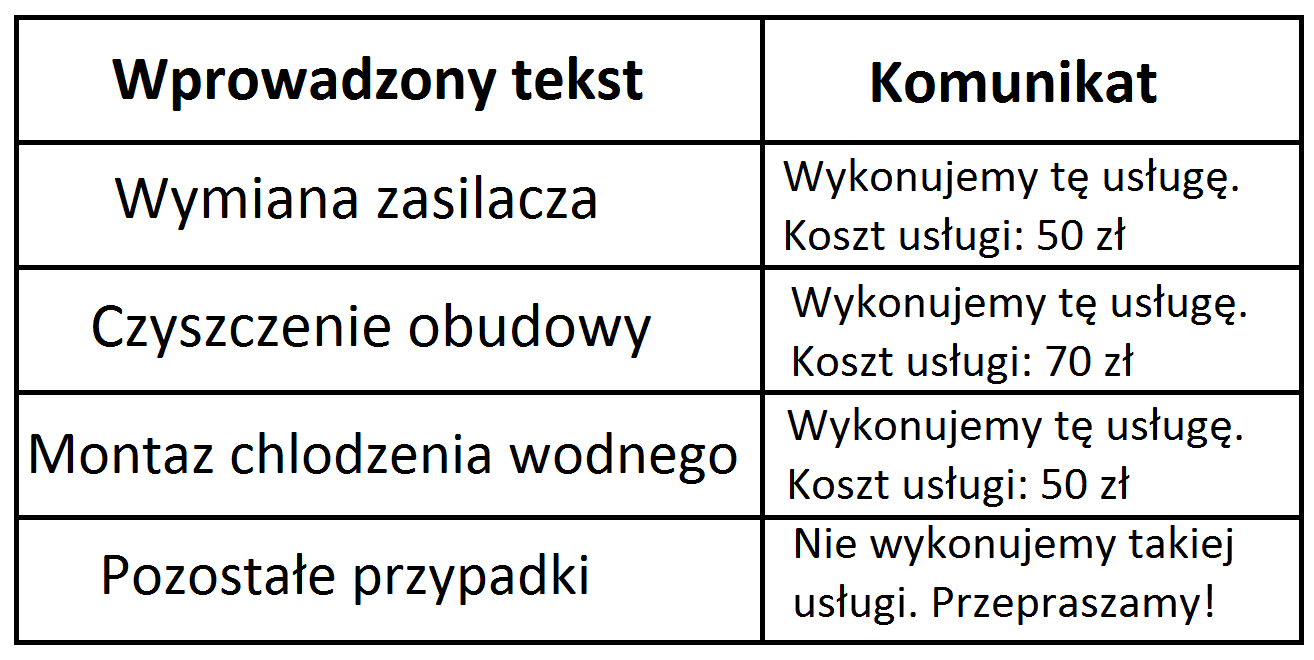 Wprowadzony tekst
Komunikat
Wymiana zasilacza
Wykonujemy tę usługę.
Koszt usługi: 50 zł
Czyszczenie obudowy
Wykonujemy tę usługę.
Koszt usługi: 70 zł
Montaz chlodzenia wodnego
Wykonujemy tę usługę.
Koszt usługi: 50 zł
Pozostałe przypadki
Nie wykonujemy takiej
usługi. Przepraszamy!